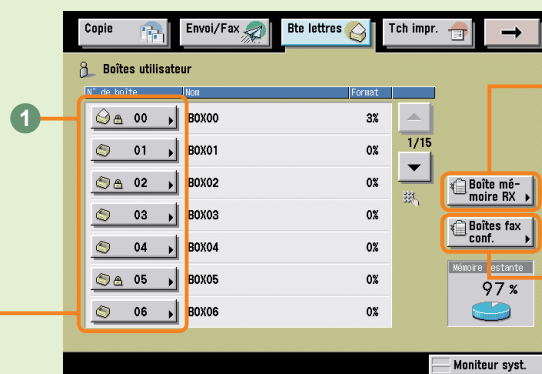 Copie
Envoi/Fax
Bte lettres
Tch impr.
Boîtes utilisateur
N° de boîte Nom Format
1
00 BOX00 3%
01 BOX01 0%
1/15
02 BOX02 0%
Boîte mé-
moire RX
03 BOX03 0%
Boîtes fax
conf.
04 BOX04 0%
Mémoire restante
05 BOX05 0%
97 %
06 BOX06 0%
Moniteur syst.